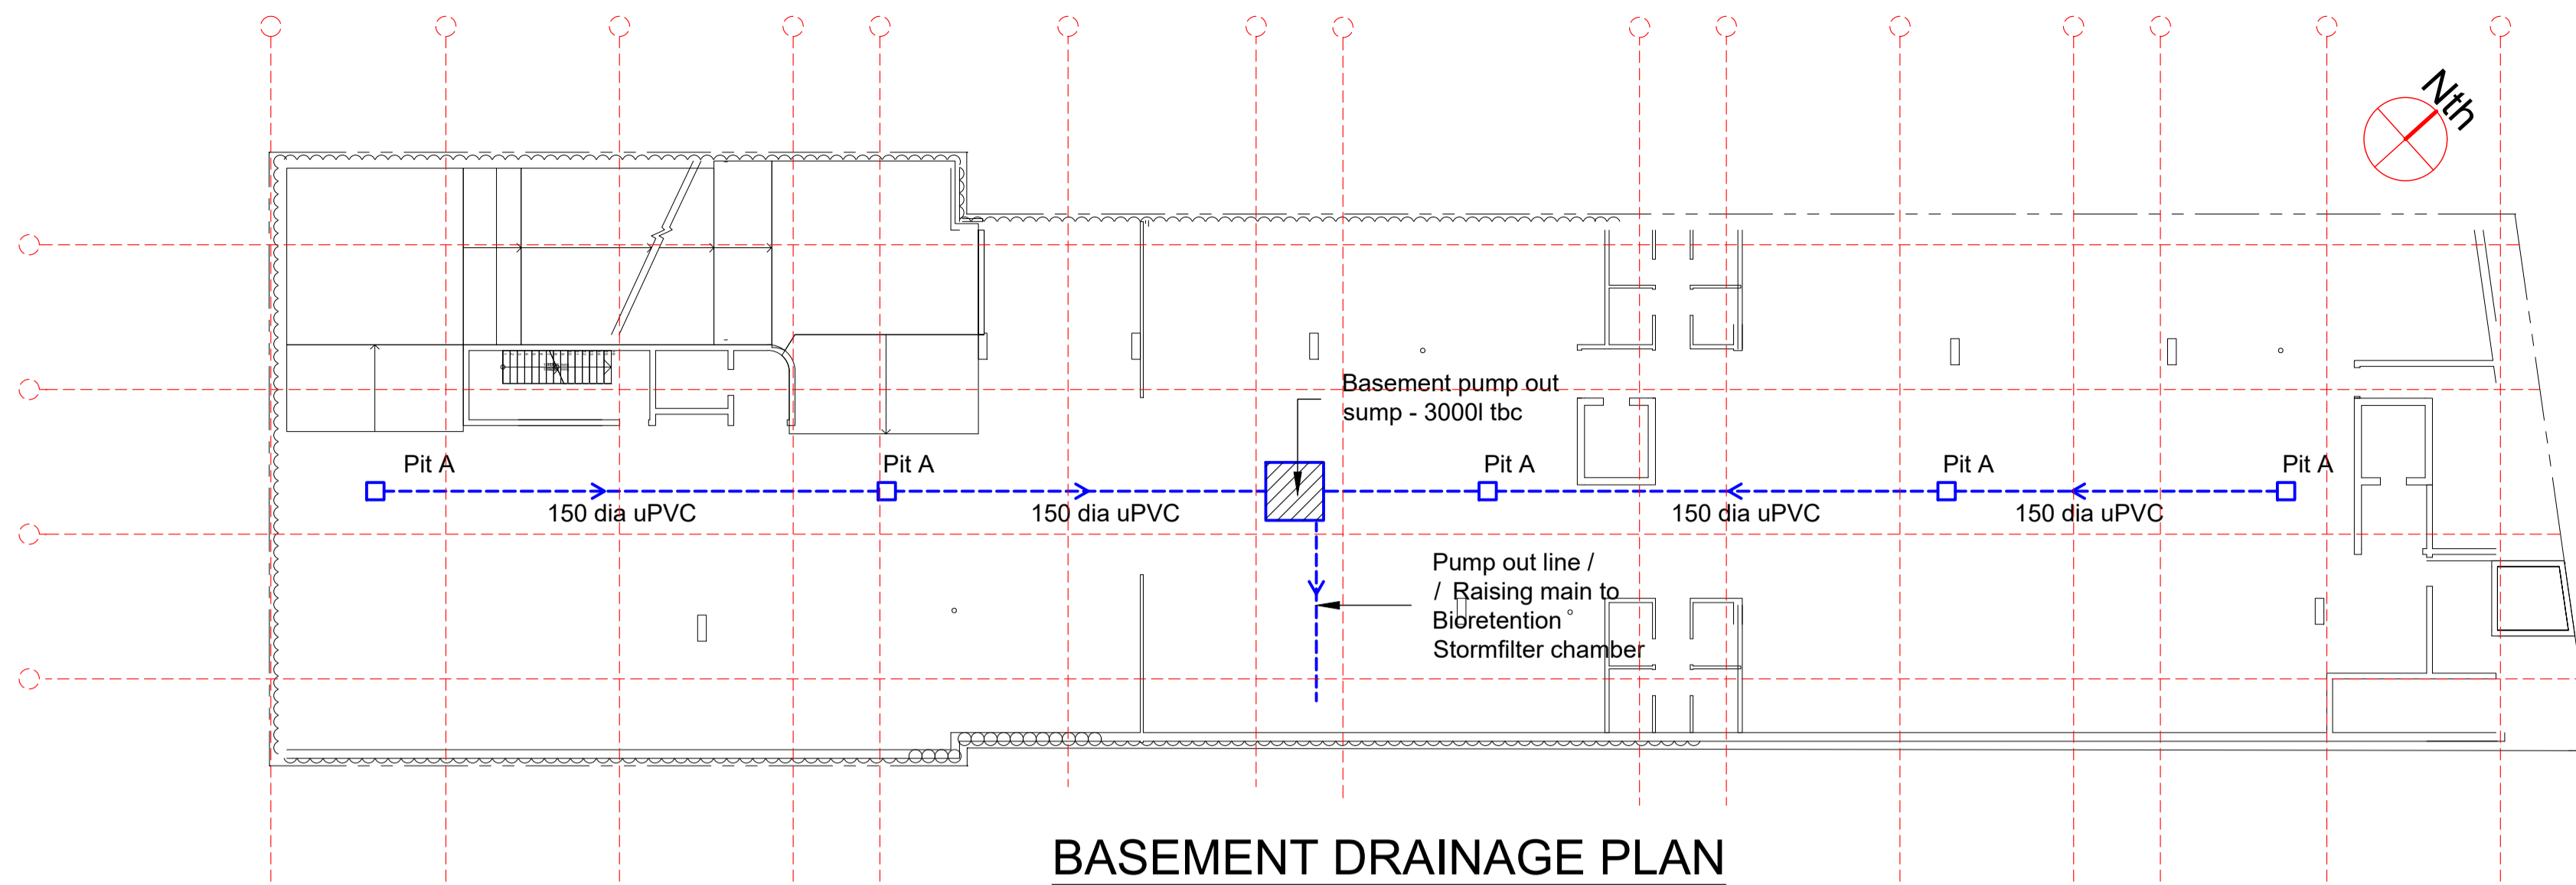 Nth
Basement pump out
sump - 3000l tbc
Pit A
Pit A
Pit A
Pit A
Pit A
150 dia uPVC
150 dia uPVC
150 dia uPVC
150 dia uPVC
Pump out line /
/ Raising main to
Bioretention
Stormfilter chamber
BASEMENT DRAINAGE PLAN